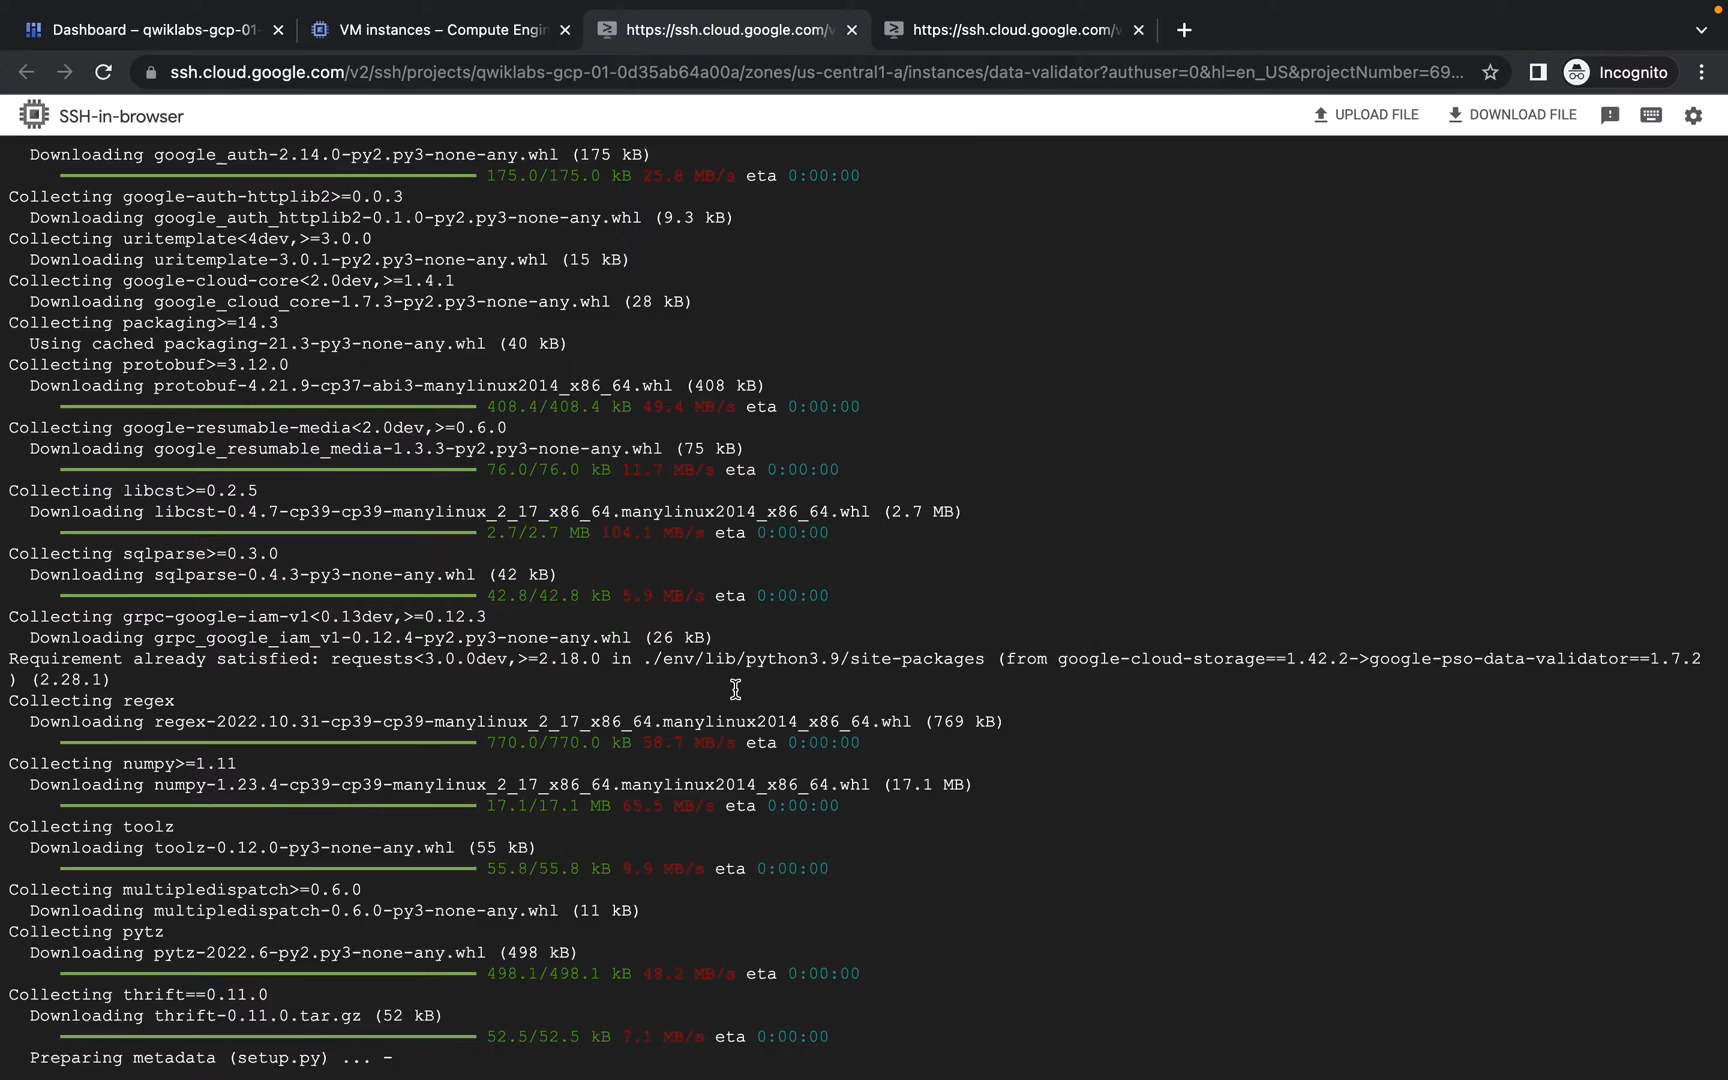 Dashboard – qwiklabs-gcp-01-
VM instances – Compute Engin
https://ssh.cloud.google.com/v
https://ssh.cloud.google.com/v
ssh.cloud.google.com/v2/ssh/projects/qwiklabs-gcp-01-0d35ab64a00a/zones/us-central1-a/instances/data-validator?authuser=0&hl=en_US&projectNumber=69...
Incognito
SSH-in-browser
UPLOAD FILE
DOWNLOAD FILE
Downloading google_auth-2.14.0-py2.py3-none-any.whl (175 kB)
175.0/175.0 kB 25.8 MB/s eta 0:00:00
Collecting google-auth-httplib2>=0.0.3
Downloading google_auth_httplib2-0.1.0-py2.py3-none-any.whl (9.3 kB)
Collecting uritemplate<4dev,>=3.0.0
Downloading uritemplate-3.0.1-py2.py3-none-any.whl (15 kB)
Collecting google-cloud-core<2.0dev,>=1.4.1
Downloading google_cloud_core-1.7.3-py2.py3-none-any.whl (28 kB)
Collecting packaging>=14.3
Using cached packaging-21.3-py3-none-any.whl (40 kB)
Collecting protobuf>=3.12.0
Downloading protobuf-4.21.9-cp37-abi3-manylinux2014_x86_64.whl (408 kB)
408.4/408.4 kB 49.4 MB/s eta 0:00:00
Collecting google-resumable-media<2.0dev,>=0.6.0
Downloading google_resumable_media-1.3.3-py2.py3-none-any.whl (75 kB)
76.0/76.0 kB 11.7 MB/s eta 0:00:00
Collecting libcst>=0.2.5
Downloading libcst-0.4.7-cp39-cp39-manylinux_2_17_x86_64.manylinux2014_x86_64.whl (2.7 MB)
2.7/2.7 MB 104.1 MB/s eta 0:00:00
Collecting sqlparse>=0.3.0
Downloading sqlparse-0.4.3-py3-none-any.whl (42 kB)
42.8/42.8 kB 5.9 MB/s eta 0:00:00
Collecting grpc-google-iam-v1<0.13dev,>=0.12.3
Downloading grpc_google_iam_v1-0.12.4-py2.py3-none-any.whl (26 kB)
Requirement already satisfied: requests<3.0.0dev,>=2.18.0 in ./env/lib/python3.9/site-packages (from google-cloud-storage==1.42.2->google-pso-data-validator==1.7.2
) (2.28.1)
Collecting regex
Downloading regex-2022.10.31-cp39-cp39-manylinux_2_17_x86_64.manylinux2014_x86_64.whl (769 kB)
770.0/770.0 kB 58.7 MB/s eta 0:00:00
Collecting numpy>=1.11
Downloading numpy-1.23.4-cp39-cp39-manylinux_2_17_x86_64.manylinux2014_x86_64.whl (17.1 MB)
17.1/17.1 MB 65.5 MB/s eta 0:00:00
Collecting toolz
Downloading toolz-0.12.0-py3-none-any.whl (55 kB)
55.8/55.8 kB 9.9 MB/s eta 0:00:00
Collecting multipledispatch>=0.6.0
Downloading multipledispatch-0.6.0-py3-none-any.whl (11 kB)
Collecting pytz
Downloading pytz-2022.6-py2.py3-none-any.whl (498 kB)
498.1/498.1 kB 48.2 MB/s eta 0:00:00
Collecting thrift==0.11.0
Downloading thrift-0.11.0.tar.gz (52 kB)
52.5/52.5 kB 7.1 MB/s eta 0:00:00
Preparing metadata (setup.py) ... -